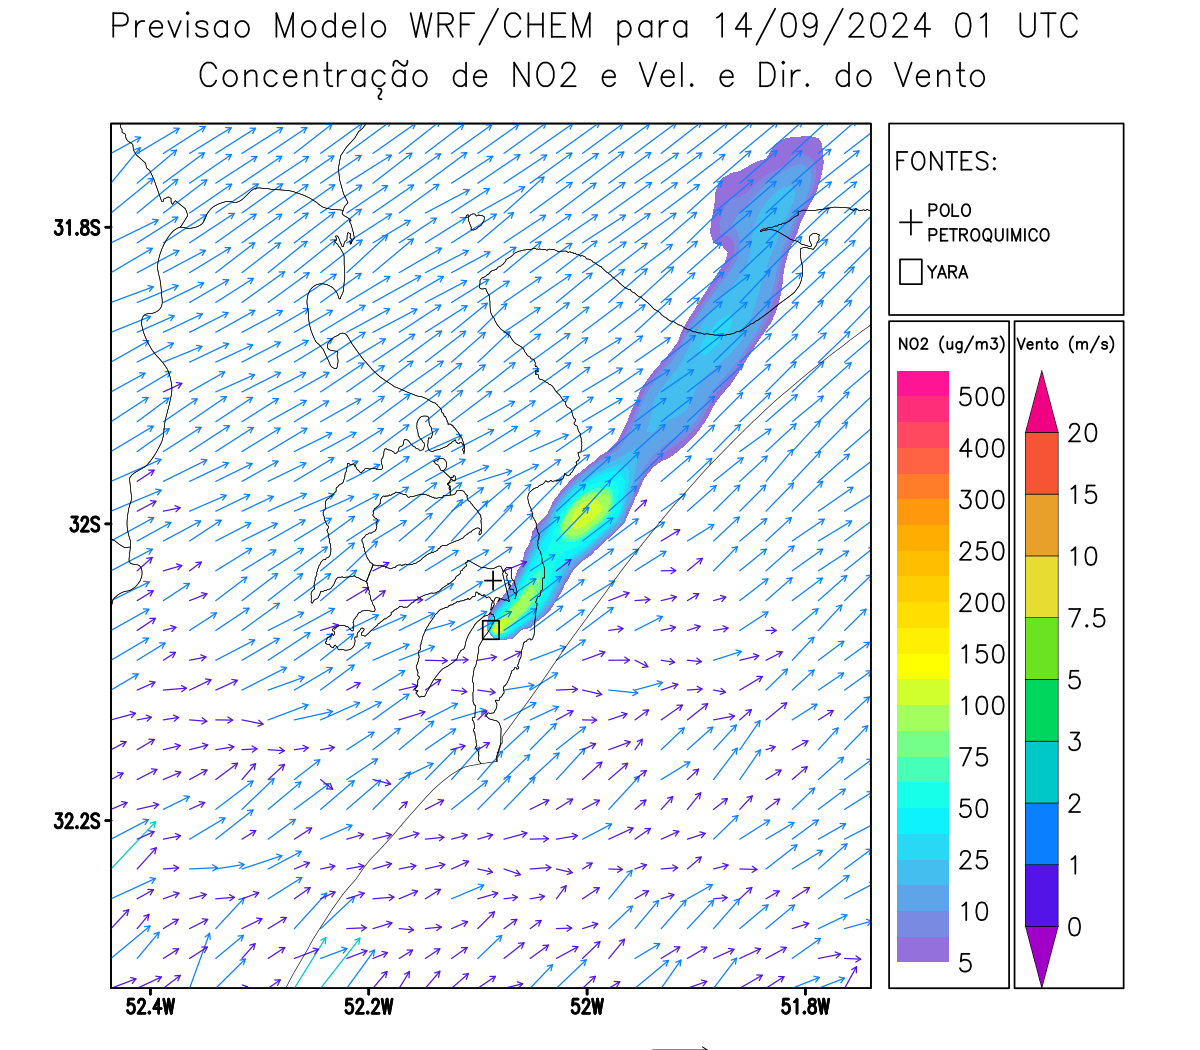 Previsao Modelo WRF/CHEM para 14/09/2024 01 UTC
Concentração de NO2 e Vel. e Dir. do Vento
FONTES:
POLO
PETROQUIMICO
YARA
31.8S
32S
32.2S
52.4W
52.2W
52W
51.8W
NO2 (ug/m3)
500
400
300
250
200
150
100
75
50
25
10
5
Vento (m/s)
20
15
10
7.5
5
3
2
1
0